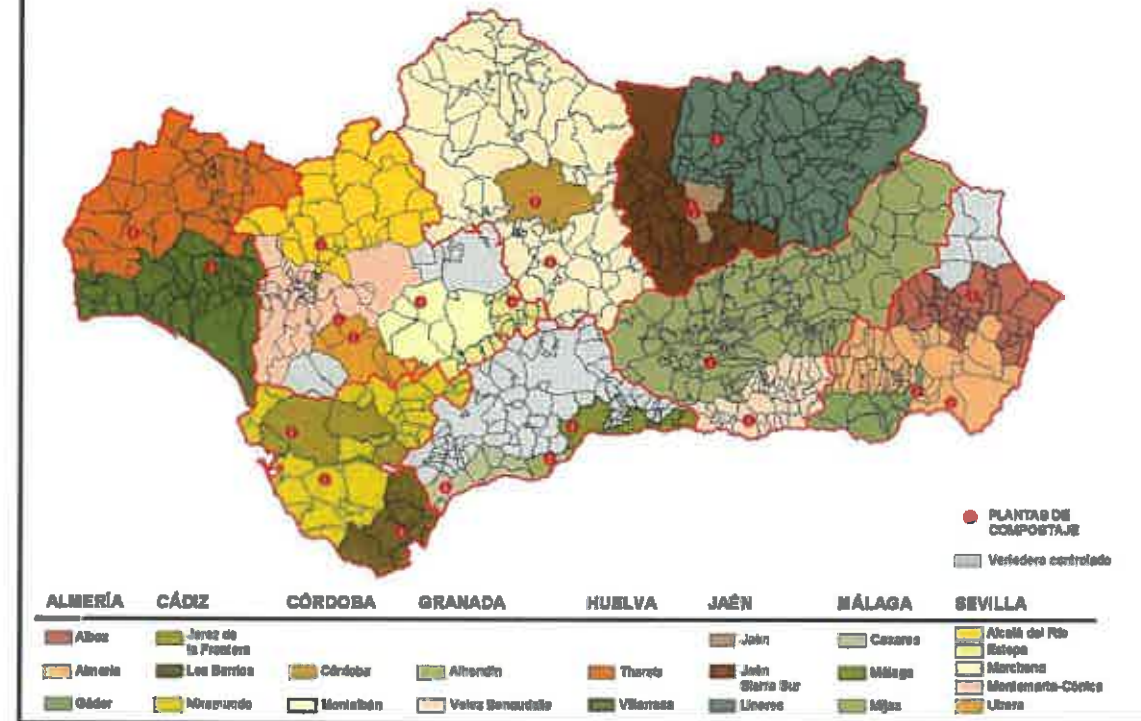 PLANTAS DE
COMPOSTAJE
Vertedero controlado
ALMERÍA CÁDIZ CÓRDOBA GRANADA HUELVA JAÉN MÁLAGA SEVILLA
Albox
Almería
Gádor
Jerez de
la Frontera
Los Barrios
Miramundo
Córdoba
Montalbán
Alhendín
Velez Benaudalla
Tharsis
Villarrasa
Jaén
Jaén
Sierra Sur
Linares
Casares
Málaga
Mijas
Alcalá del Río
Estepa
Marchena
Montemarta-Cónica
Utrera